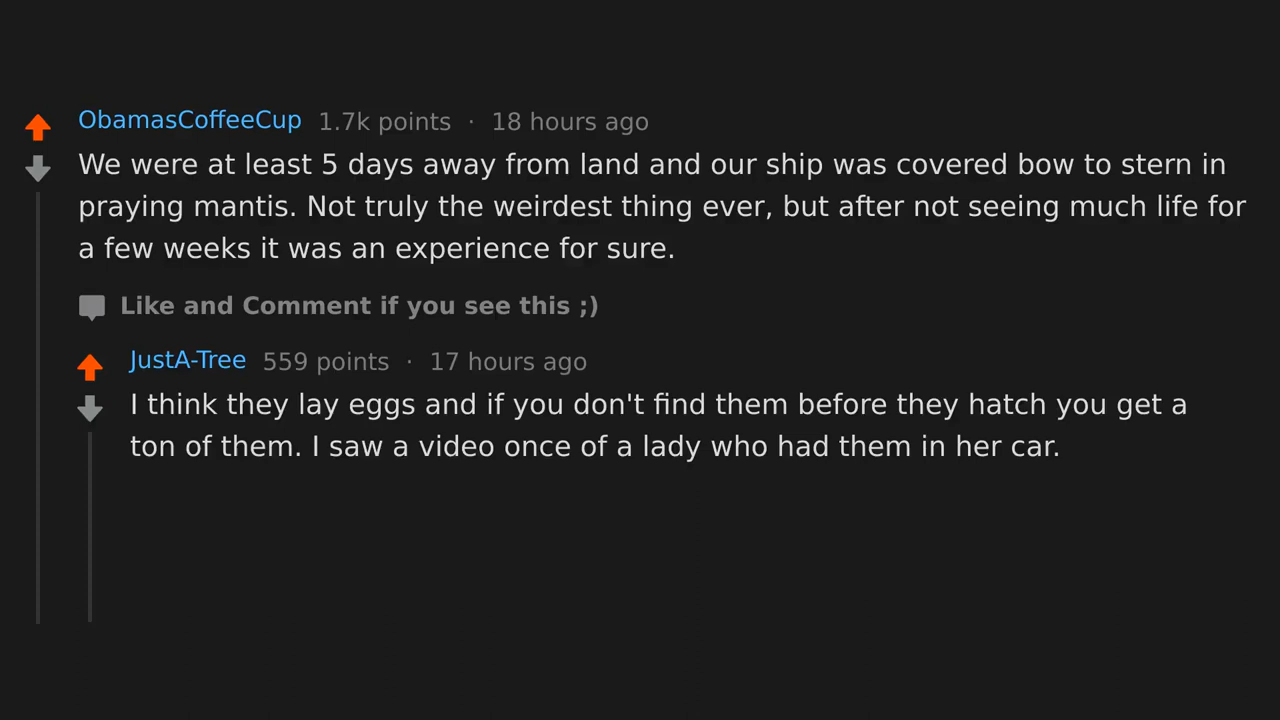 ObamasCoffeeCup 1.7k points · 18 hours ago
We were at least 5 days away from land and our ship was covered bow to stern in
praying mantis. Not truly the weirdest thing ever, but after not seeing much life for
a few weeks it was an experience for sure.
Like and Comment if you see this ;)
JustA-Tree 559 points · 17 hours ago
I think they lay eggs and if you don't find them before they hatch you get a
ton of them. I saw a video once of a lady who had them in her car.